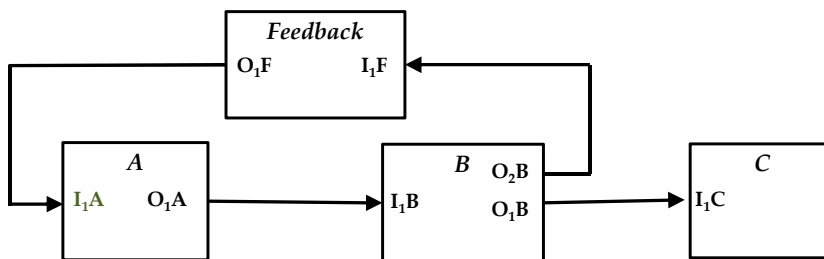 Feedback
O₁F I₁F
A
I₁A O₁A
B
O₂B
I₁B O₁B
C
I₁C